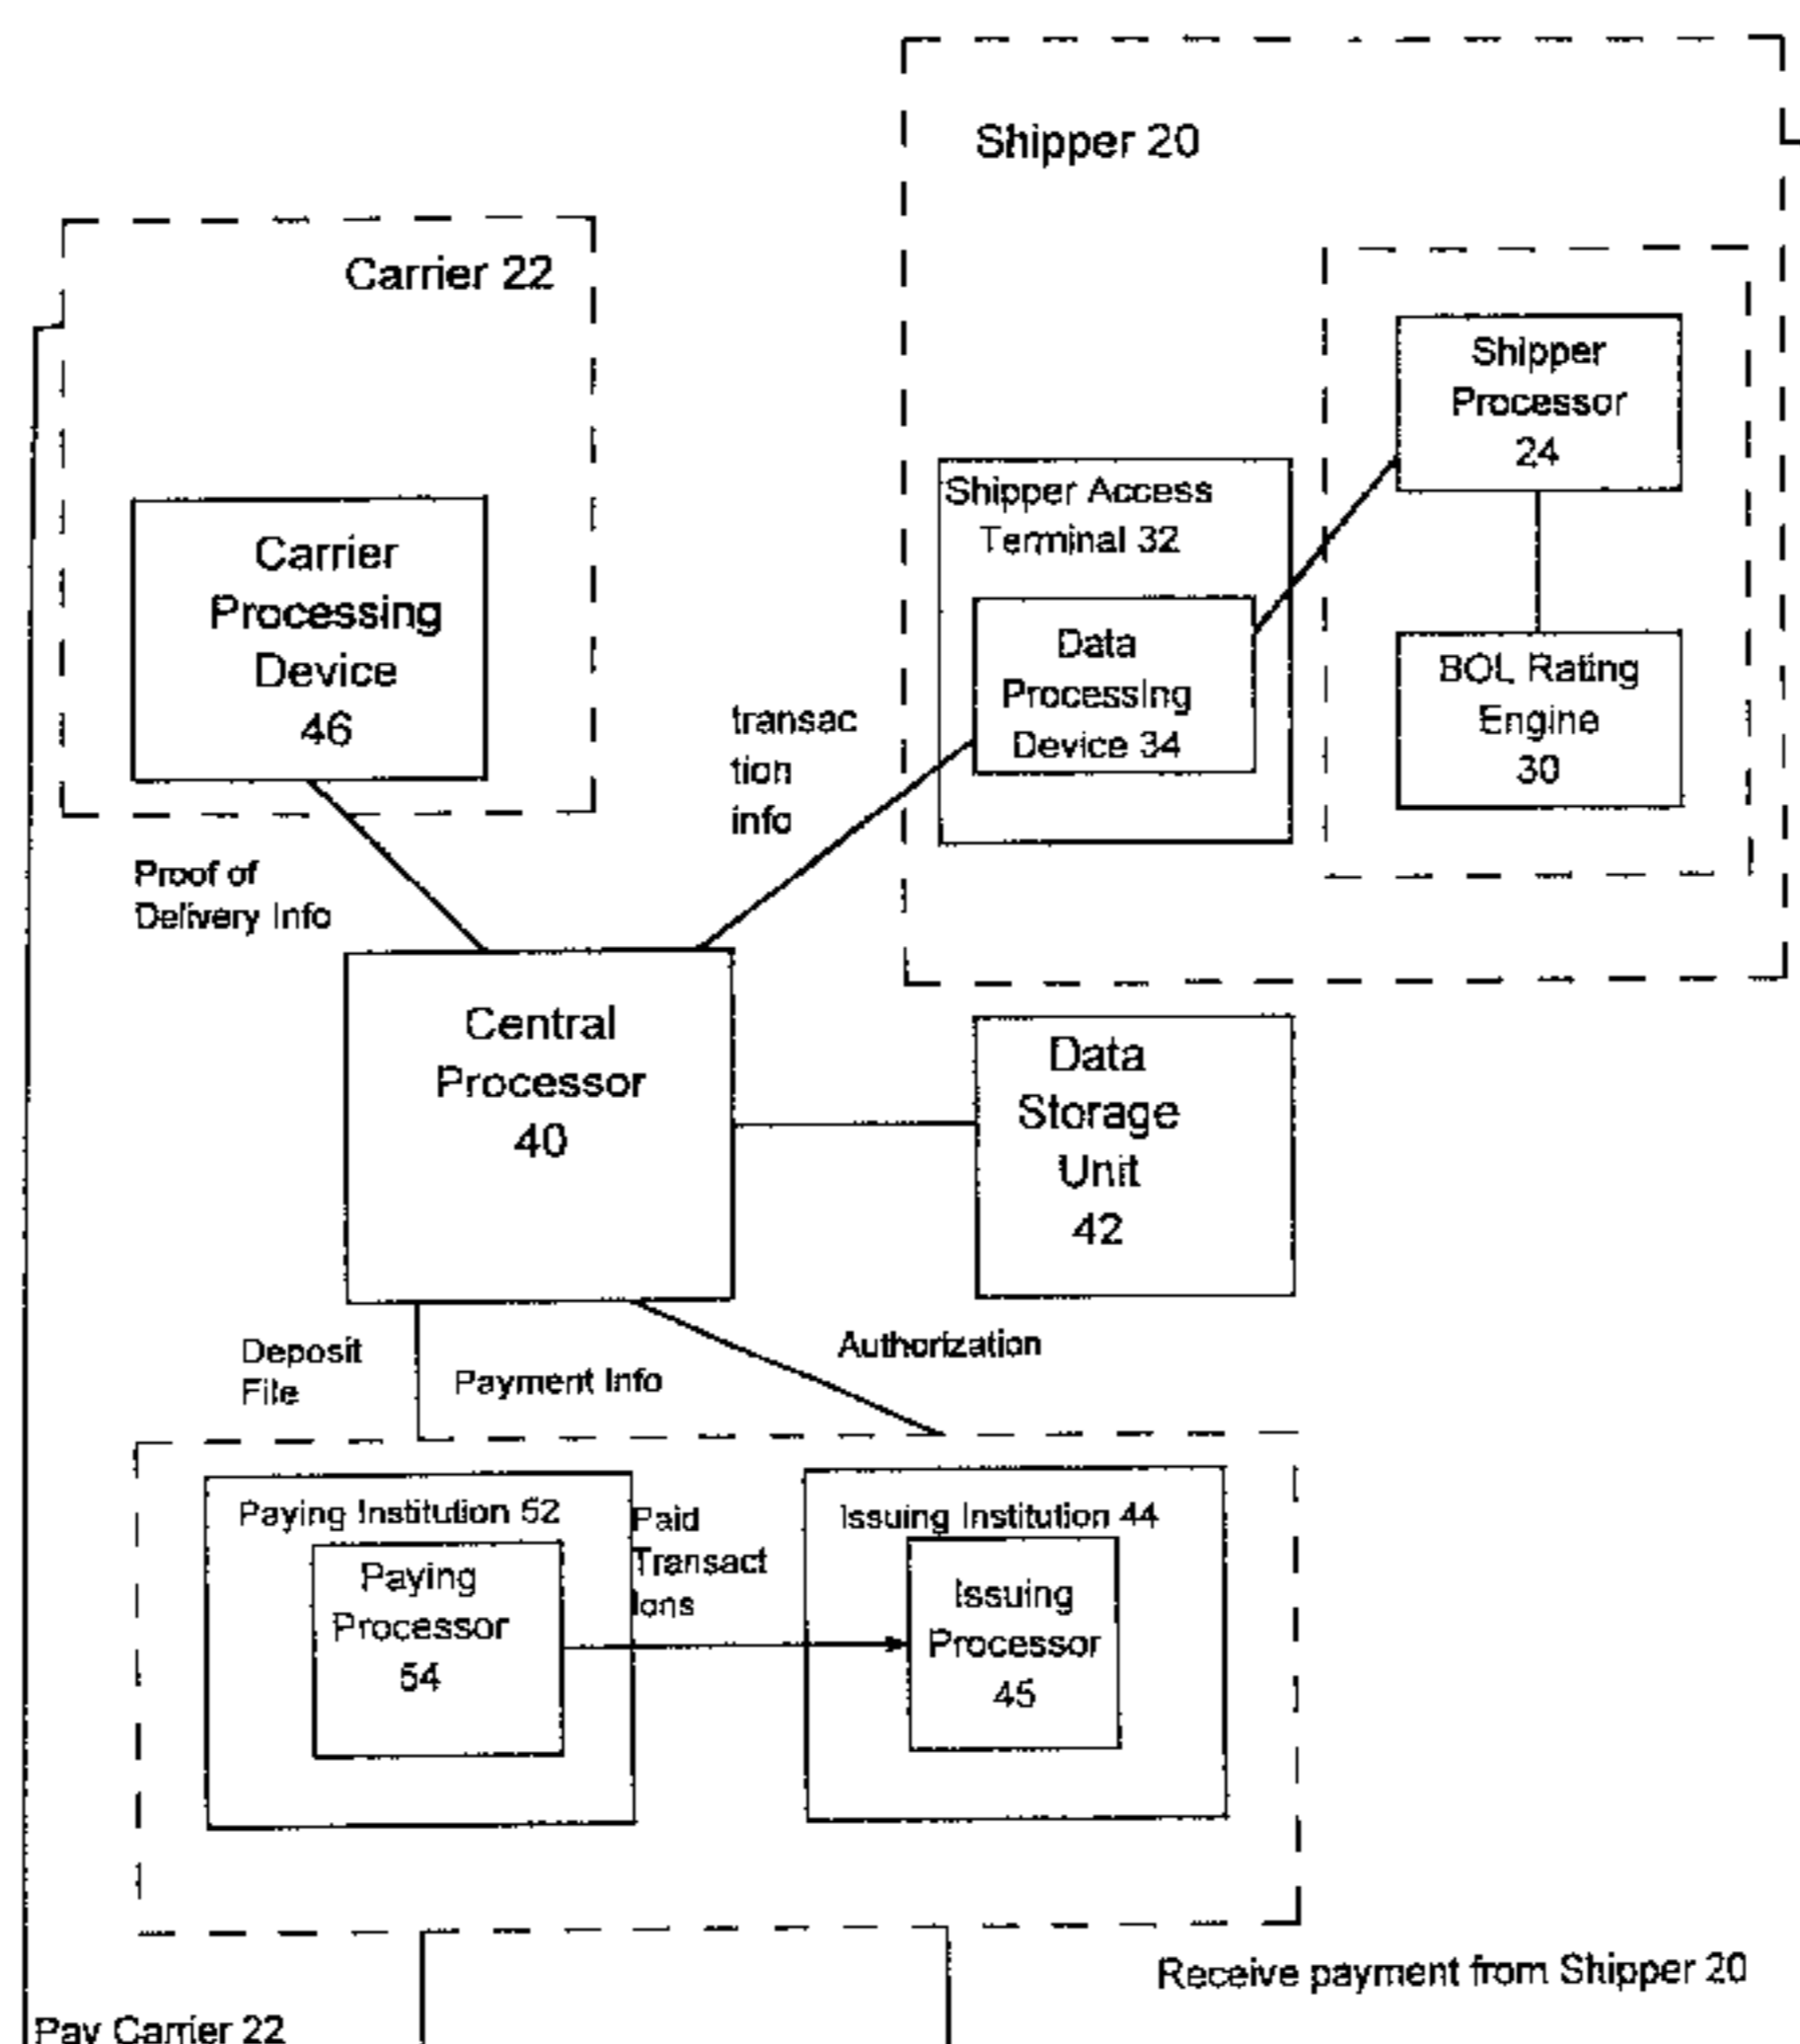 Shipper 20
Carrier 22
Shipper
Processor
24
Shipper Access
Terminal 32
Data
Processing
Device 34
BOL Rating
Engine
30
Carrier
Processing
Device
46
transac
tion
info
Proof of
Delivery Info
Central
Processor
40
Data
Storage
Unit
42
Deposit
File
Payment Info
Authorization
Paying Institution 52
Paying
Processor
54
Paid
Transact
ions
Issuing Institution 44
Issuing
Processor
45
Receive payment from Shipper 20
Pay Carrier 22